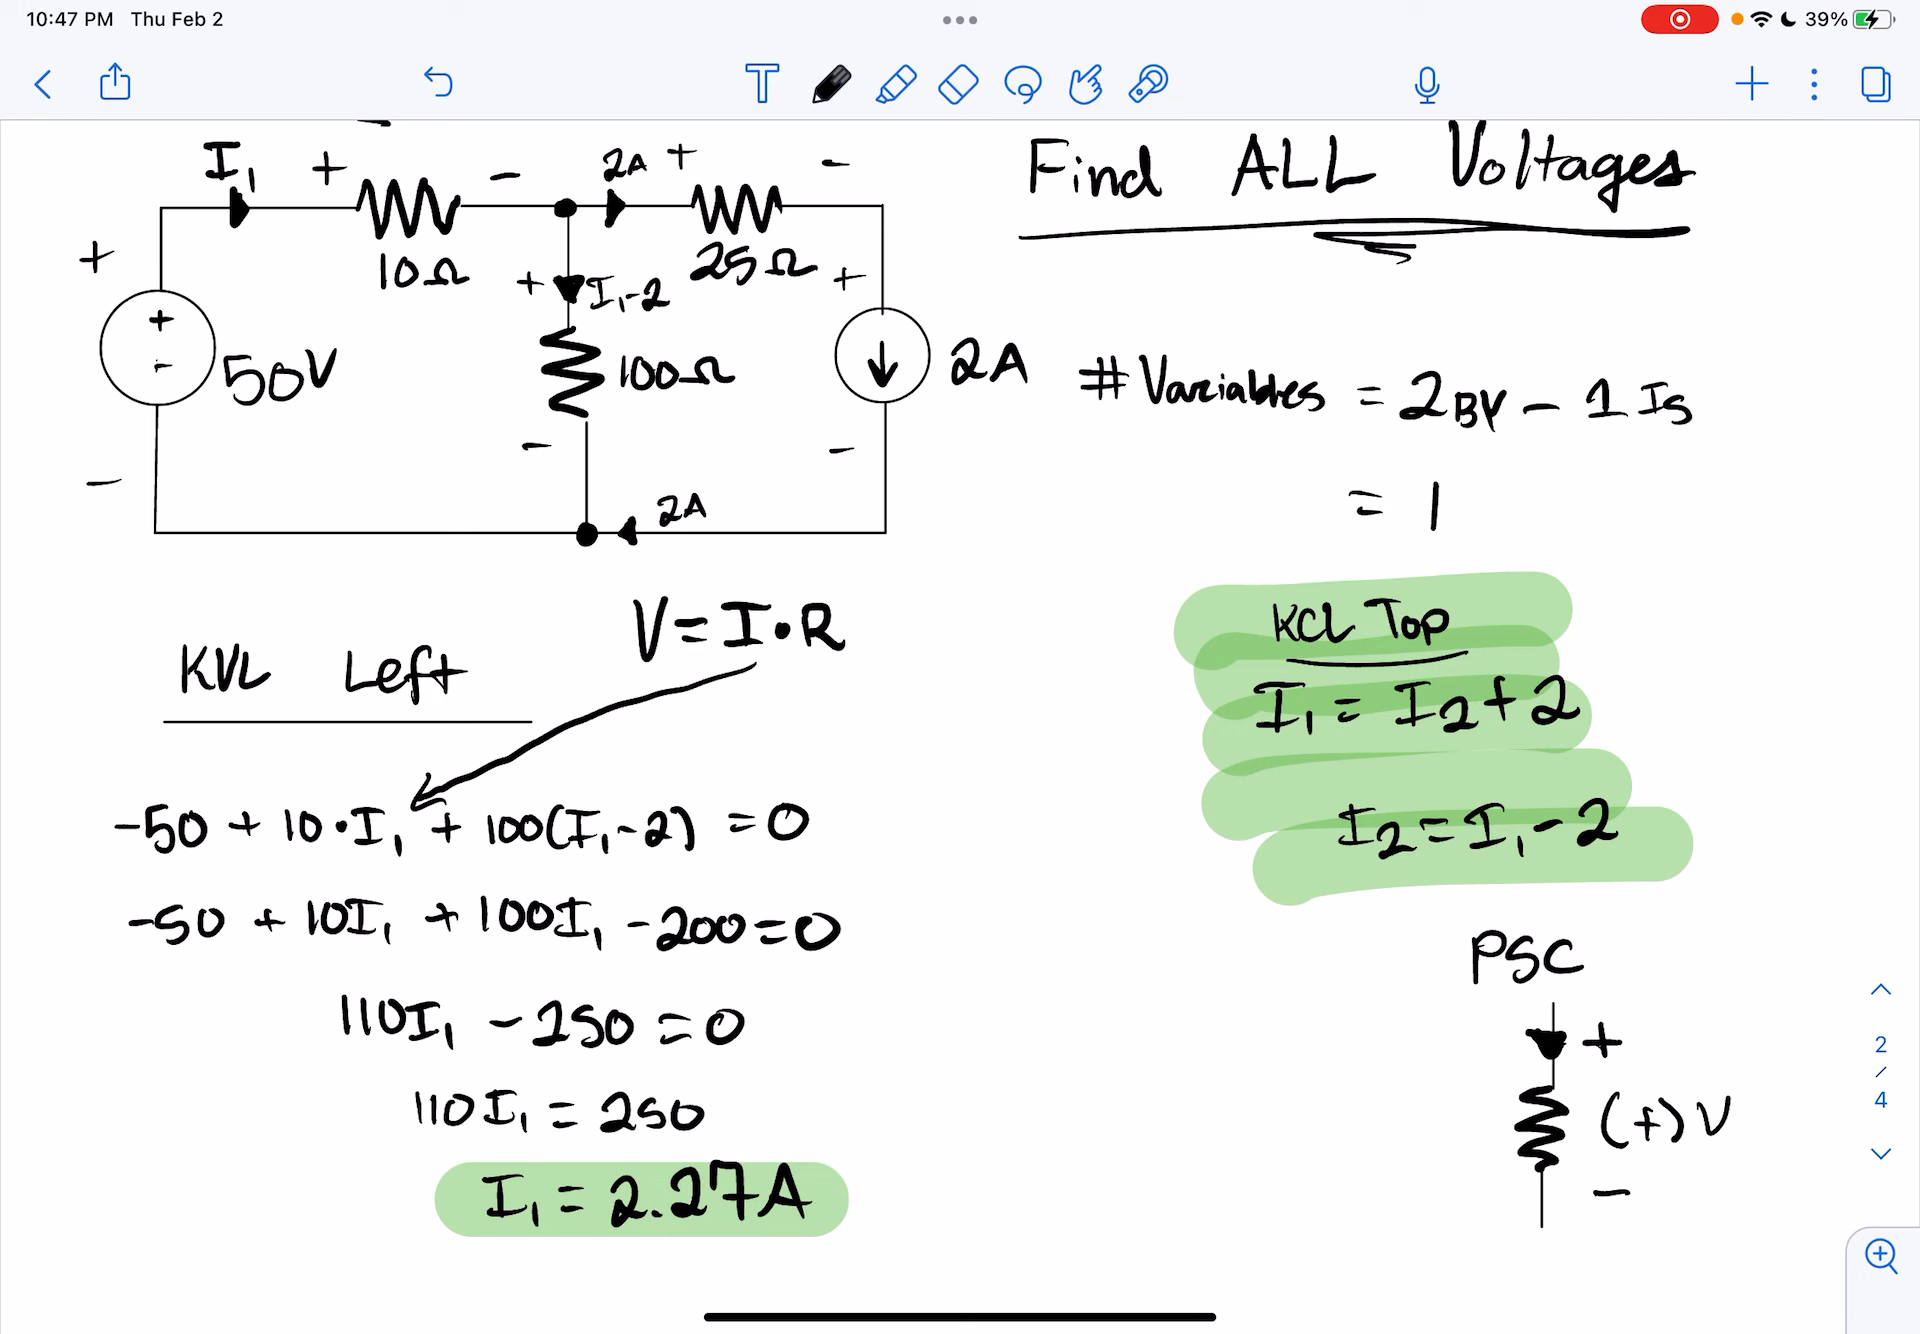 10:47 PM Thu Feb 2
39%
T
Find ALL Voltages
I₁ + - 2A + -
10Ω
25Ω
+
+ I₁-2
+
+
-
50V
100Ω
2A
-
-
-
2A
# Variables = 2BV - 1 Is
= 1
V = I•R
KVL Left
-50 + 10•I₁ + 100(I₁-2) = 0
-50 + 10I₁ + 100I₁ - 200 = 0
110I₁ - 250 = 0
110I₁ = 250
I₁ = 2.27A
KCL Top
I₁ = I2 + 2
I2 = I₁ - 2
PSC
+
(+) V
-
2
/
4